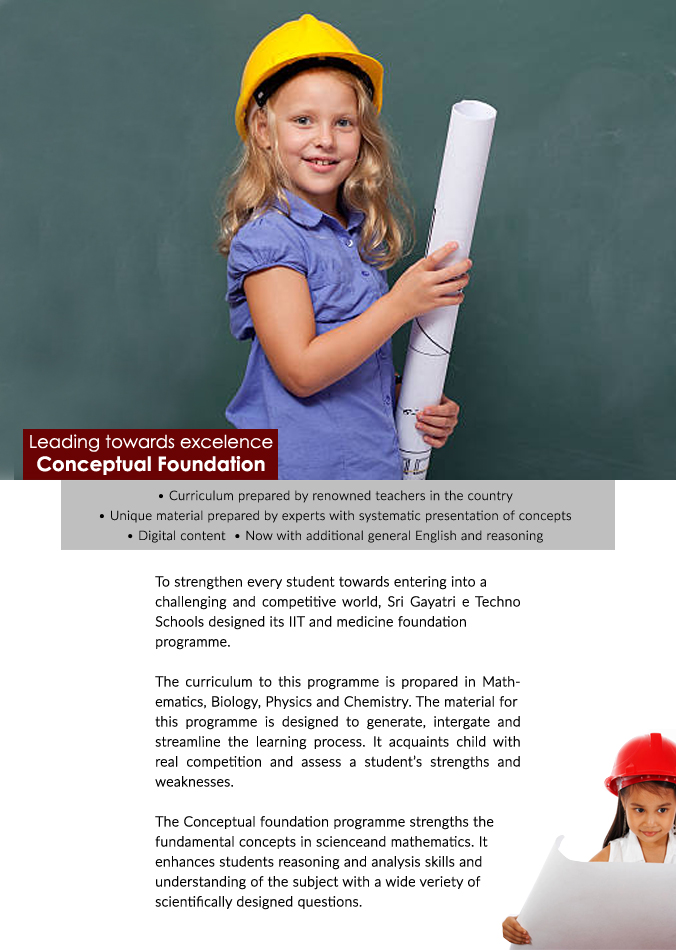 Leading towards excelence
Conceptual Foundation
• Curriculum prepared by renowned teachers in the country
• Unique material prepared by experts with systematic presentation of concepts
• Digital content • Now with additional general English and reasoning
To strengthen every student towards entering into a
challenging and competitive world, Sri Gayatri e Techno
Schools designed its IIT and medicine foundation
programme.
The curriculum to this programme is propared in Math-
ematics, Biology, Physics and Chemistry. The material for
this programme is designed to generate, intergate and
streamline the learning process. It acquaints child with
real competition and assess a student's strengths and
weaknesses.
The Conceptual foundation programme strengths the
fundamental concepts in scienceand mathematics. It
enhances students reasoning and analysis skills and
understanding of the subject with a wide veriety of
scientifically designed questions.